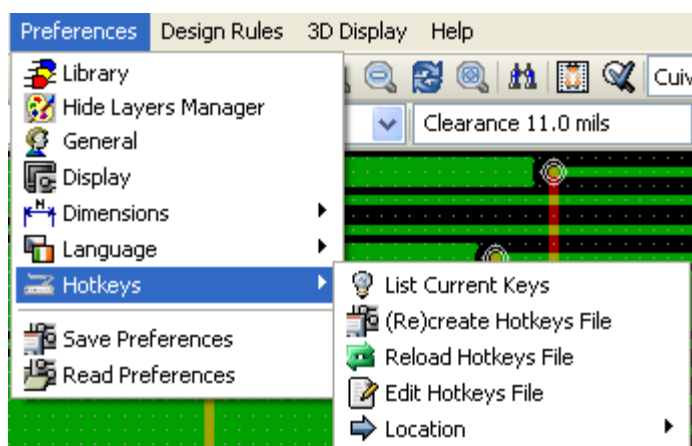 Preferences Design Rules 3D Display Help
Library
Hide Layers Manager
General
Display
N
Dimensions
Language
Hotkeys
Save Preferences
Read Preferences
Cuiv
Clearance 11.0 mils
List Current Keys
(Re)create Hotkeys File
Reload Hotkeys File
Edit Hotkeys File
Location